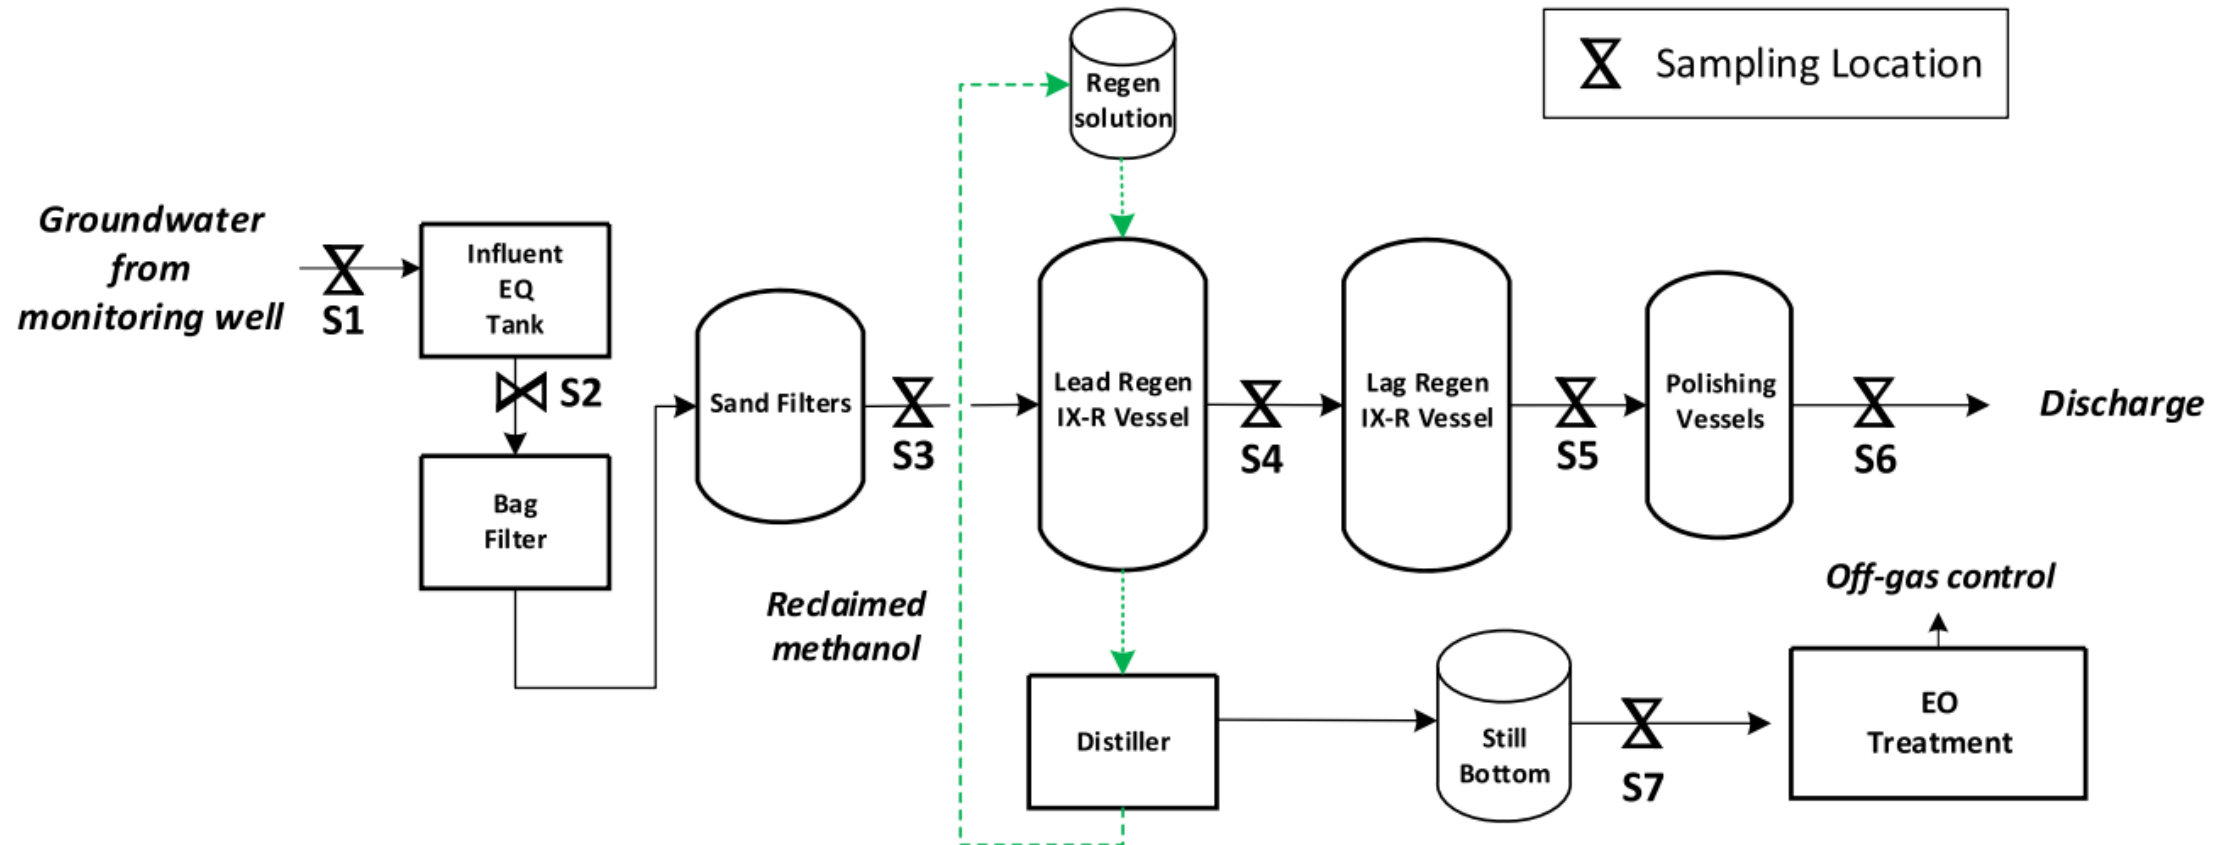 Regen
solution
Sampling Location
Groundwater
from
monitoring well
S1
Influent
EQ
Tank
S2
Bag
Filter
Sand Filters
S3
Lead Regen
IX-R Vessel
S4
Lag Regen
IX-R Vessel
S5
Polishing
Vessels
S6
Discharge
Reclaimed
methanol
Distiller
Still
Bottom
S7
Off-gas control
EO
Treatment